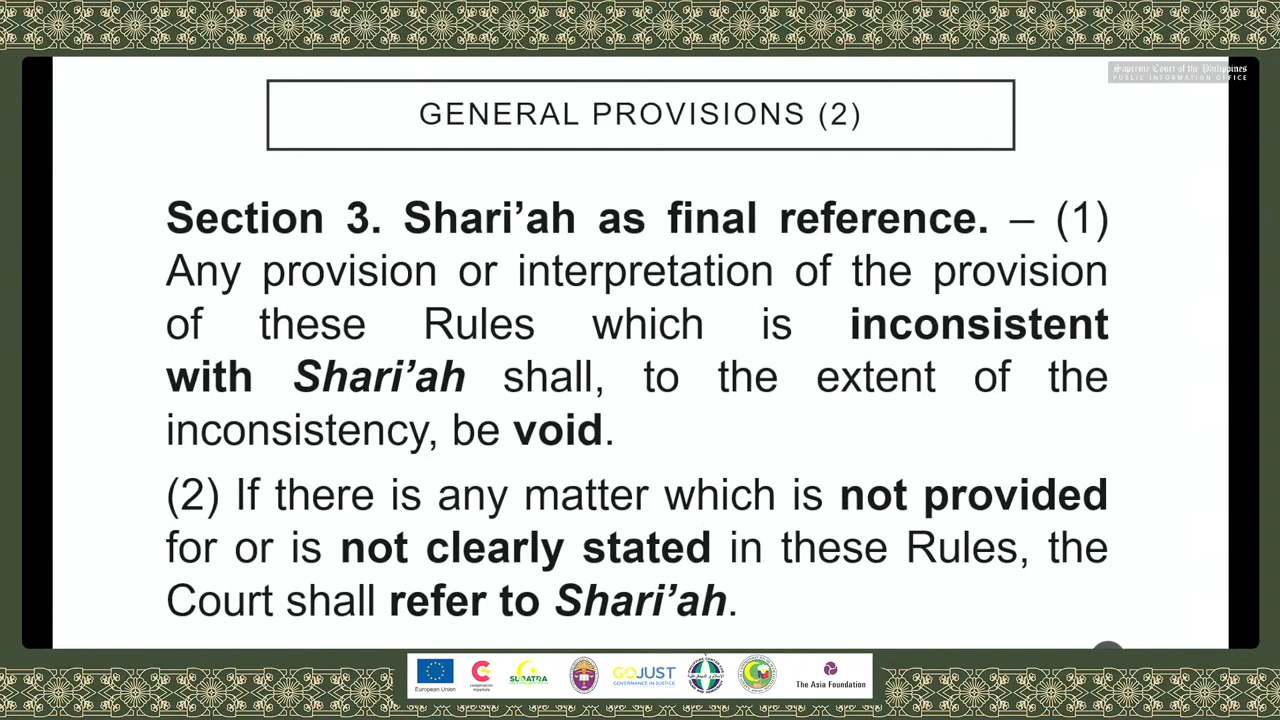 Supreme Court of the Philippines
PUBLIC INFORMATION OFFICE
GENERAL PROVISIONS (2)
Section 3. Shari’ah as final reference. – (1)
Any provision or interpretation of the provision
of these Rules which is inconsistent
with Shari’ah shall, to the extent of the
inconsistency, be void.
(2) If there is any matter which is not provided
for or is not clearly stated in these Rules, the
Court shall refer to Shari’ah.
European Union
cooperación
española
SUBATRA
GOJUST
GOVERNANCE IN JUSTICE
The Asia Foundation